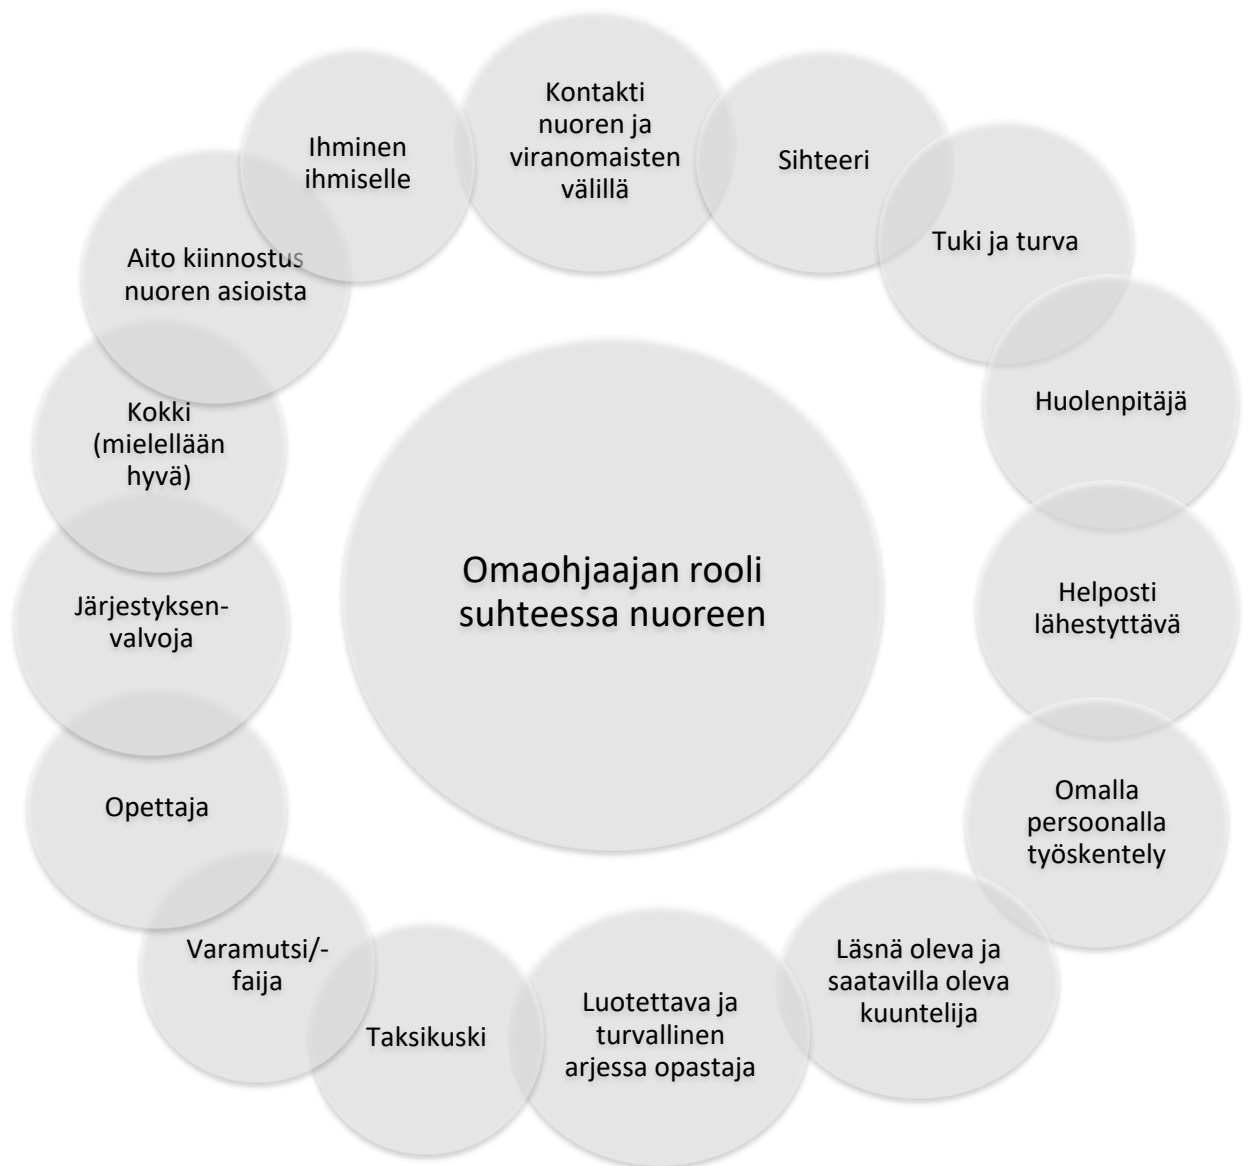 Kontakti
nuoren ja
viranomaisten
välillä
Sihteeri
Tuki ja turva
Huolenpitäjä
Helposti
lähestyttävä
Omalla
persoonalla
työskentely
Läsnä oleva ja
saatavilla oleva
kuuntelija
Luotettava ja
turvallinen
arjessa opastaja
Taksikuski
Varamutsi/-
faija
Opettaja
Järjestyksen-
valvoja
Kokki
(mielellään
hyvä)
Aito kiinnostus
nuoren asioista
Ihminen
ihmiselle
Omaohjaajan rooli
suhteessa nuoreen